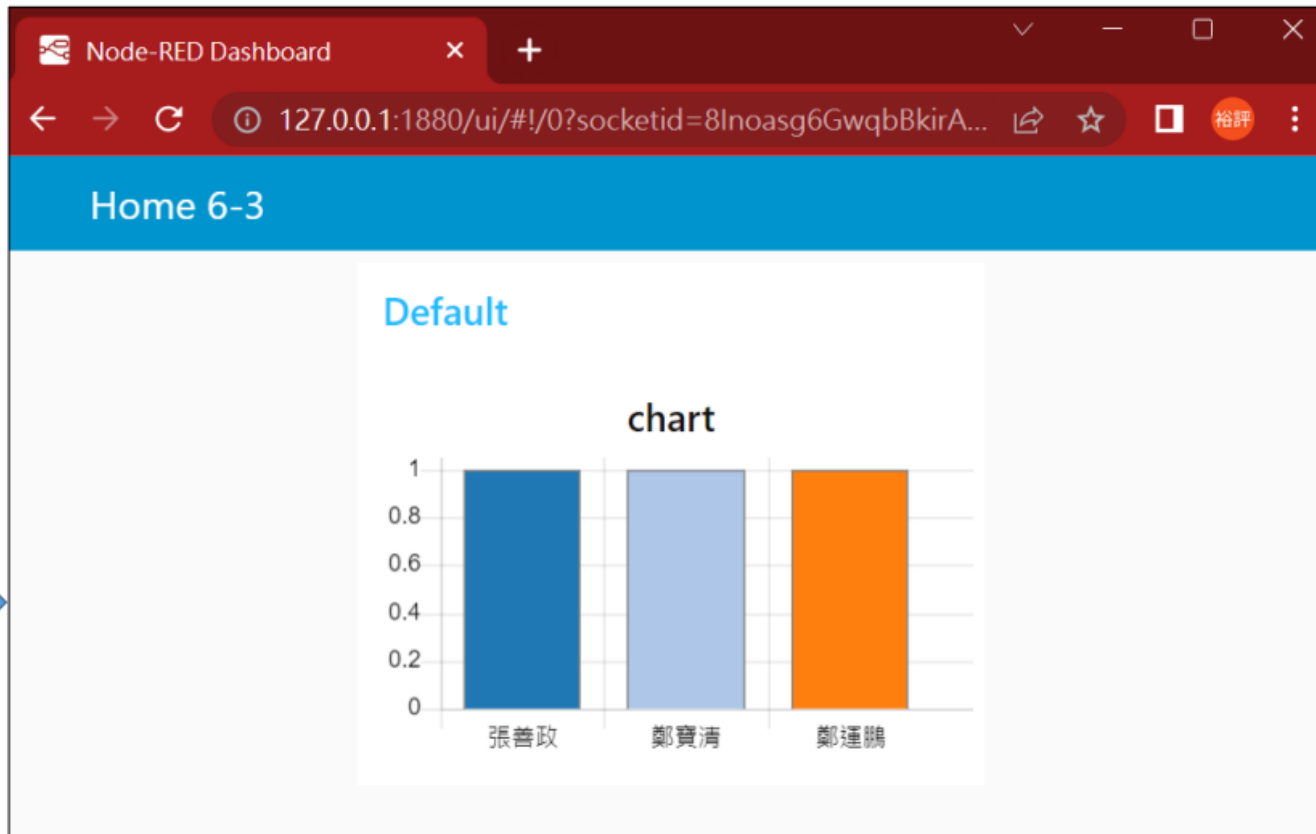 Node-RED Dashboard
127.0.0.1:1880/ui/#!/0?socketid=8Inoasg6GwqbBkirA...
裕評
Home 6-3
Default
chart
1
0.8
0.6
0.4
0.2
0
張善政 鄭寶清 鄭運鵬